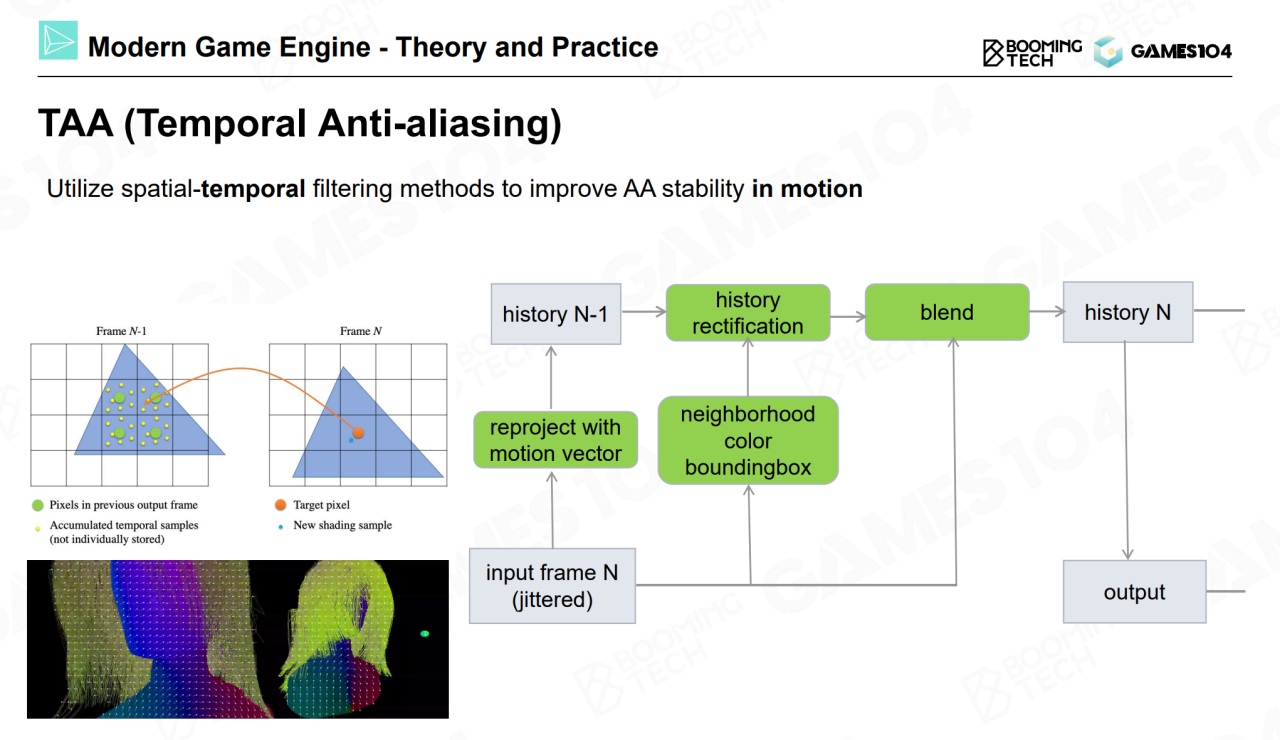 Modern Game Engine - Theory and Practice
BOOMING
TECH
GAMES104
TAA (Temporal Anti-aliasing)
Utilize spatial-temporal filtering methods to improve AA stability in motion
Frame N-1
Frame N
Pixels in previous output frame
Accumulated temporal samples
(not individually stored)
Target pixel
New shading sample
history N-1
history
rectification
blend
history N
reproject with
motion vector
neighborhood
color
boundingbox
input frame N
(jittered)
output